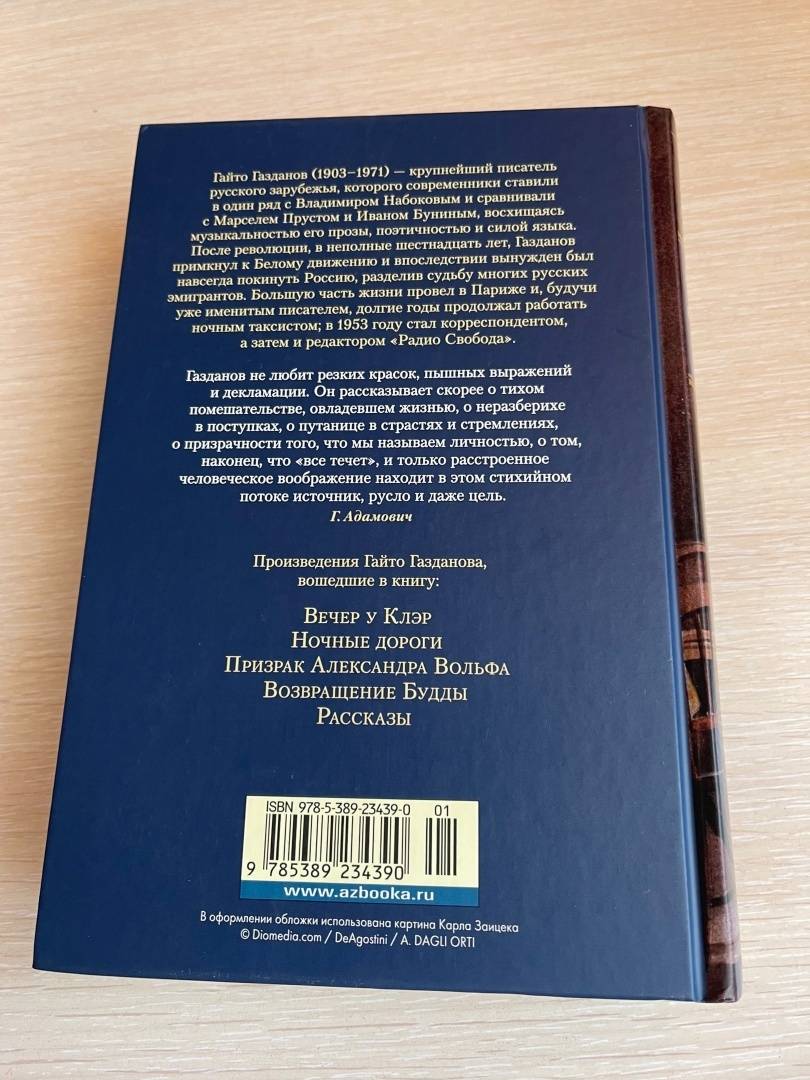 Гайто Газданов (1903–1971) — крупнейший писатель
русского зарубежья, которого современники ставили
в один ряд с Владимиром Набоковым и сравнивали
с Марселем Прустом и Иваном Буниным, восхищаясь
музыкальностью его прозы, поэтичностью и силой языка.
После революции, в неполные шестнадцать лет, Газданов
примкнул к Белому движению и впоследствии вынужден был
навсегда покинуть Россию, разделив судьбу многих русских
эмигрантов. Большую часть жизни провел в Париже и, будучи
уже именитым писателем, долгие годы продолжал работать
ночным таксистом; в 1953 году стал корреспондентом,
а затем и редактором «Радио Свобода».
Газданов не любит резких красок, пышных выражений
и декламации. Он рассказывает скорее о тихом
помешательстве, овладевшем жизнью, о неразберихе
в поступках, о путанице в страстях и стремлениях,
о призрачности того, что мы называем личностью, о том,
наконец, что «все течет», и только расстроенное
человеческое воображение находит в этом стихийном
потоке источник, русло и даже цель.
Г. Адамович
Произведения Гайто Газданова,
вошедшие в книгу:
Вечер у Клэр
Ночные дороги
Призрак Александра Вольфа
Возвращение Будды
Рассказы
ISBN 978-5-389-23439-0
01
9 785389 234390
www.azbooka.ru
В оформлении обложки использована картина Карла Заицека
© Diomedia.com / DeAgostini / A. DAGLI ORTI